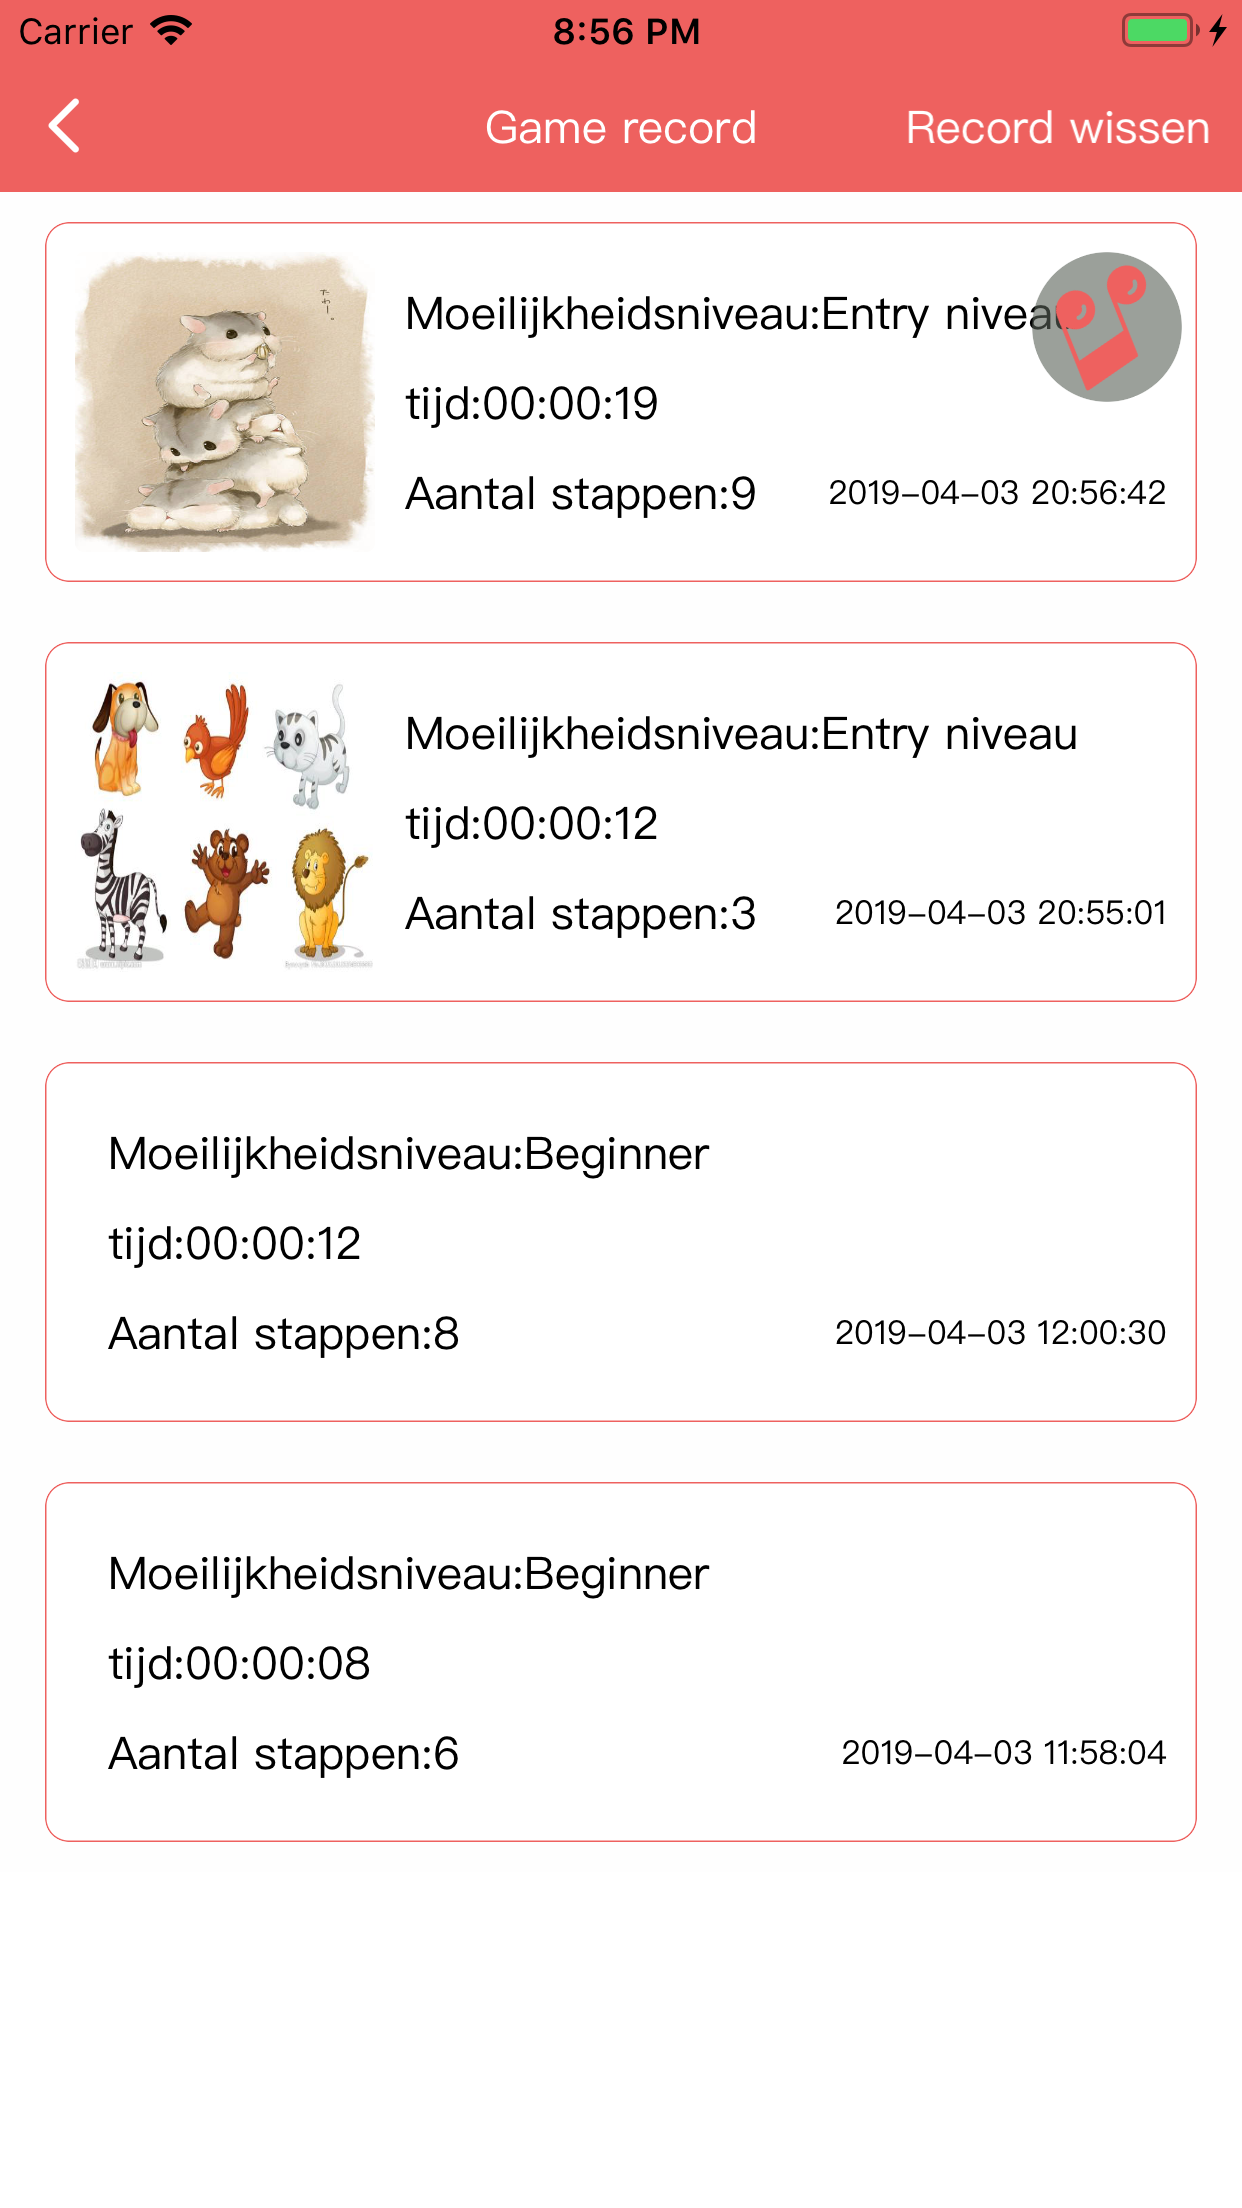 Carrier 8:56 PM
Game record Record wissen
Moeilijkheidsniveau:Entry niveau
tijd:00:00:19
Aantal stappen:9 2019-04-03 20:56:42
Moeilijkheidsniveau:Entry niveau
tijd:00:00:12
Aantal stappen:3 2019-04-03 20:55:01
Moeilijkheidsniveau:Beginner
tijd:00:00:12
Aantal stappen:8 2019-04-03 12:00:30
Moeilijkheidsniveau:Beginner
tijd:00:00:08
Aantal stappen:6 2019-04-03 11:58:04